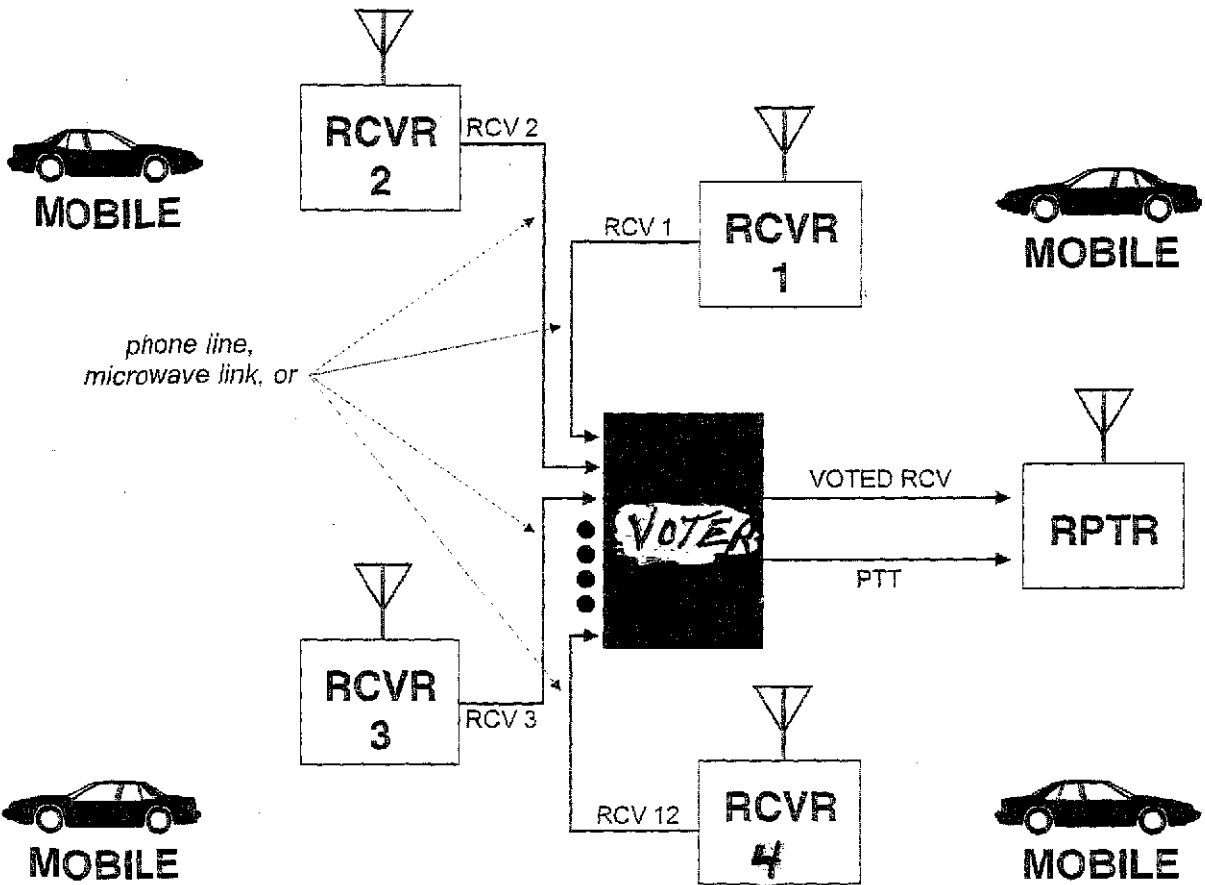 RCVR
2
RCV 2
MOBILE
RCV 1
RCVR
1
MOBILE
phone line,
microwave link, or
VOTED RCV
VOTER
RPTR
PTT
RCVR
3
RCV 3
RCV 12
RCVR
4
MOBILE
MOBILE